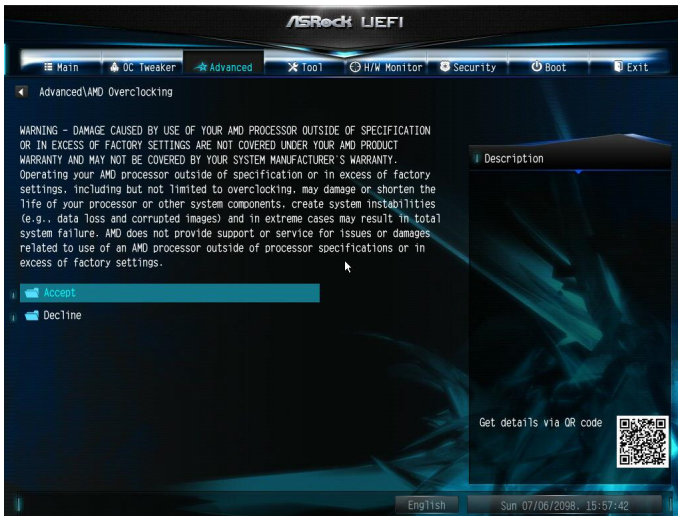 ASRock UEFI
Main
OC Tweaker
Advanced
Tool
H/W Monitor
Security
Boot
Exit
Advanced\AMD Overclocking
WARNING - DAMAGE CAUSED BY USE OF YOUR AMD PROCESSOR OUTSIDE OF SPECIFICATION
OR IN EXCESS OF FACTORY SETTINGS ARE NOT COVERED UNDER YOUR AMD PRODUCT
WARRANTY AND MAY NOT BE COVERED BY YOUR SYSTEM MANUFACTURER'S WARRANTY.
Operating your AMD processor outside of specification or in excess of factory
settings, including but not limited to overclocking, may damage or shorten the
life of your processor or other system components, create system instabilities
(e.g., data loss and corrupted images) and in extreme cases may result in total
system failure. AMD does not provide support or service for issues or damages
related to use of an AMD processor outside of processor specifications or in
excess of factory settings.
Accept
Decline
Description
Get details via QR code
English
Sun 07/06/2098, 15:57:42